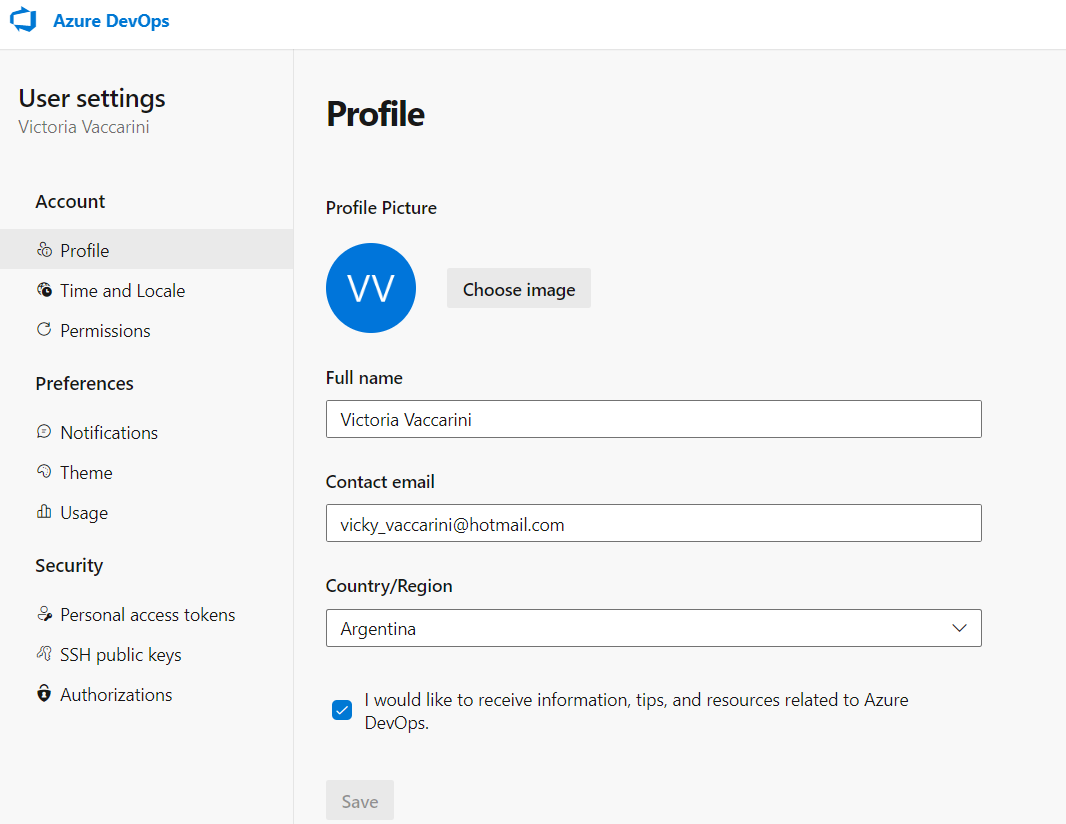 Azure DevOps
User settings
Victoria Vaccarini
Account
Profile
Time and Locale
Permissions
Preferences
Notifications
Theme
Usage
Security
Personal access tokens
SSH public keys
Authorizations
Profile
Profile Picture
VV
Choose image
Full name
Victoria Vaccarini
Contact email
vicky_vaccarini@hotmail.com
Country/Region
Argentina
I would like to receive information, tips, and resources related to Azure
DevOps.
Save